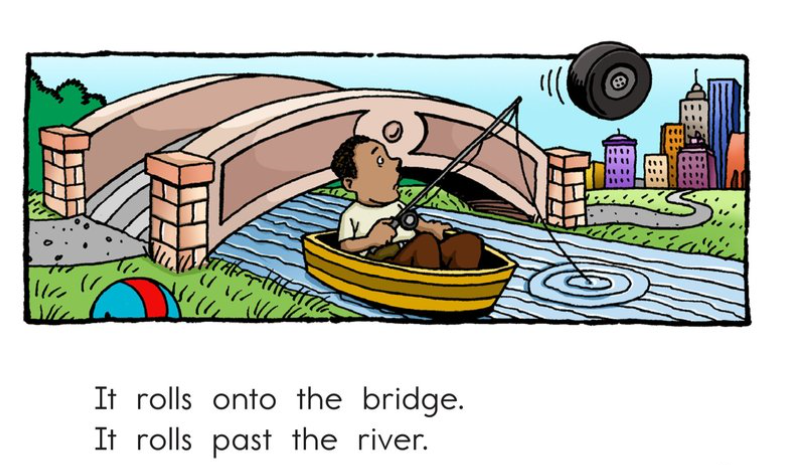 It rolls onto the bridge.
It rolls past the river.